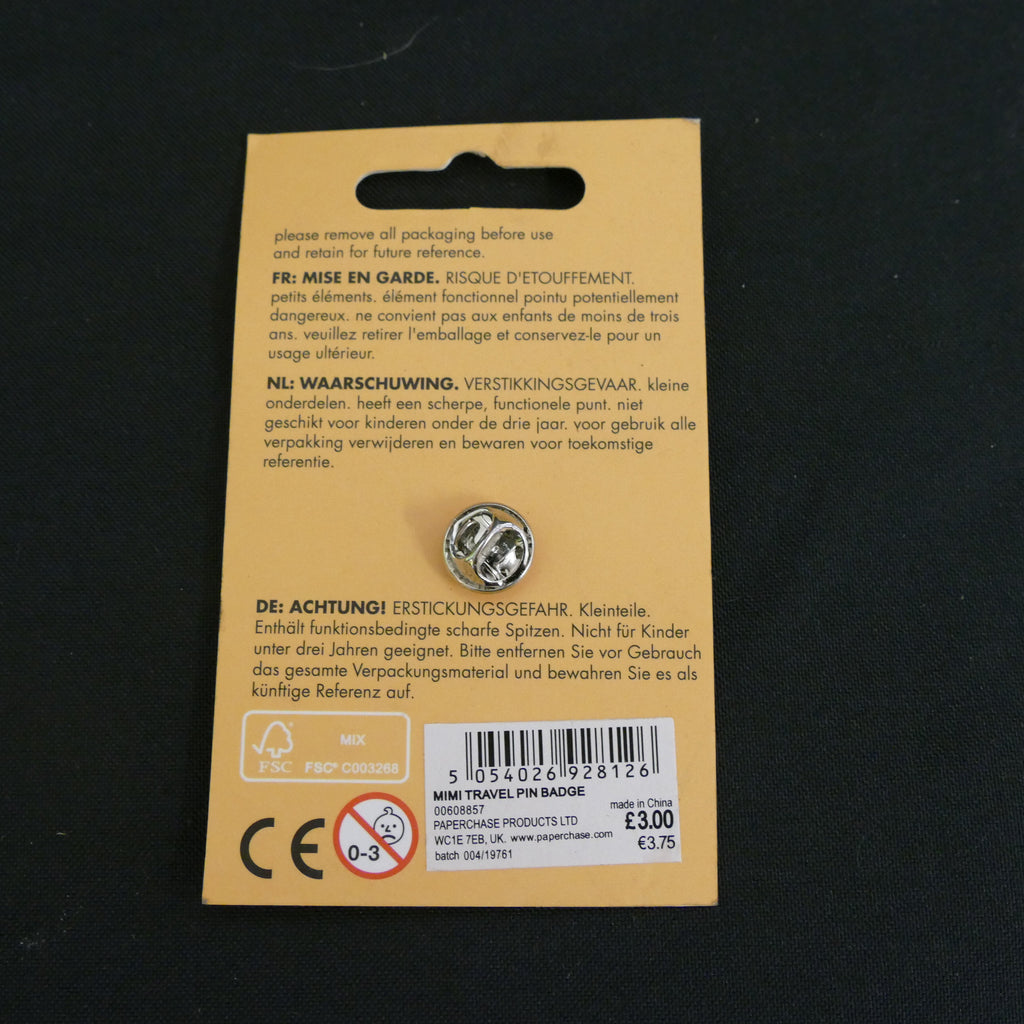 please remove all packaging before use
and retain for future reference.
FR: MISE EN GARDE. RISQUE D'ETOUFFEMENT.
petits éléments. élément fonctionnel pointu potentiellement
dangereux. ne convient pas aux enfants de moins de trois
ans. veuillez retirer l'emballage et conservez-le pour un
usage ultérieur.
NL: WAARSCHUWING. VERSTIKKINGSGEVAAR. kleine
onderdelen. heeft een scherpe, functionele punt. niet
geschikt voor kinderen onder de drie jaar. voor gebruik alle
verpakking verwijderen en bewaren voor toekomstige
referentie.
DE: ACHTUNG! ERSTICKUNGSGEFAHR. Kleinteile.
Enthält funktionsbedingte scharfe Spitzen. Nicht für Kinder
unter drei Jahren geeignet. Bitte entfernen Sie vor Gebrauch
das gesamte Verpackungsmaterial und bewahren Sie es als
künftige Referenz auf.
MIX
FSC FSC® C003268
CE
0-3
5 054026 928126
MIMI TRAVEL PIN BADGE
00608857 made in China
PAPERCHASE PRODUCTS LTD £3.00
WC1E 7EB, UK. www.paperchase.com
batch 004/19761 €3.75